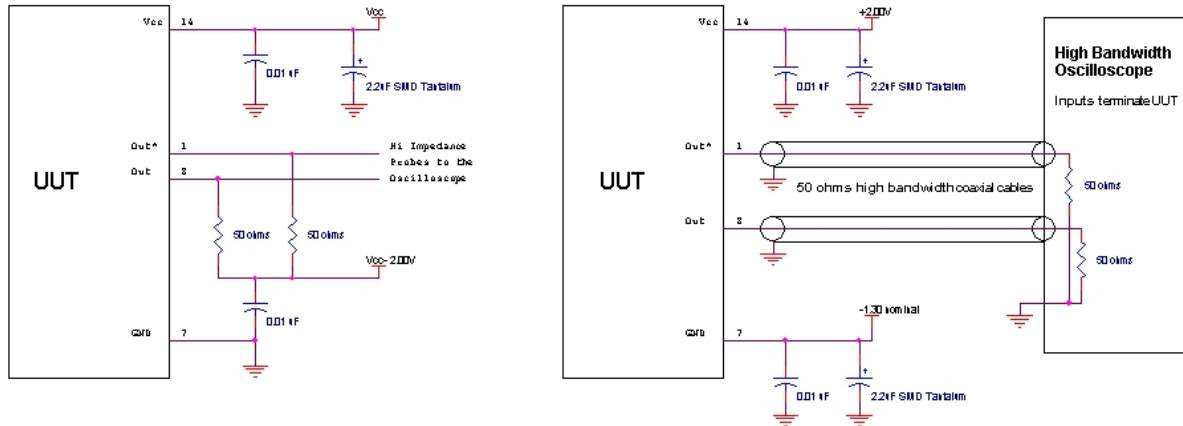 Vcc 14
Vcc
0.01 uF
2.2uF SMD Tantalum
Out* 1
Out 8
Hi Impedance
Probes to the
Oscilloscope
UUT
50 ohms
50 ohms
Vcc-2.00V
0.01 uF
GND 7
Vcc 14
+2.00V
0.01 uF
2.2uF SMD Tantalum
High Bandwidth
Oscilloscope
Inputs terminate UUT
Out* 1
UUT
50 ohms high bandwidth coaxial cables
50 ohms
Out 8
50 ohms
-1.30 nominal
GND 7
0.01 uF
2.2uF SMD Tantalum